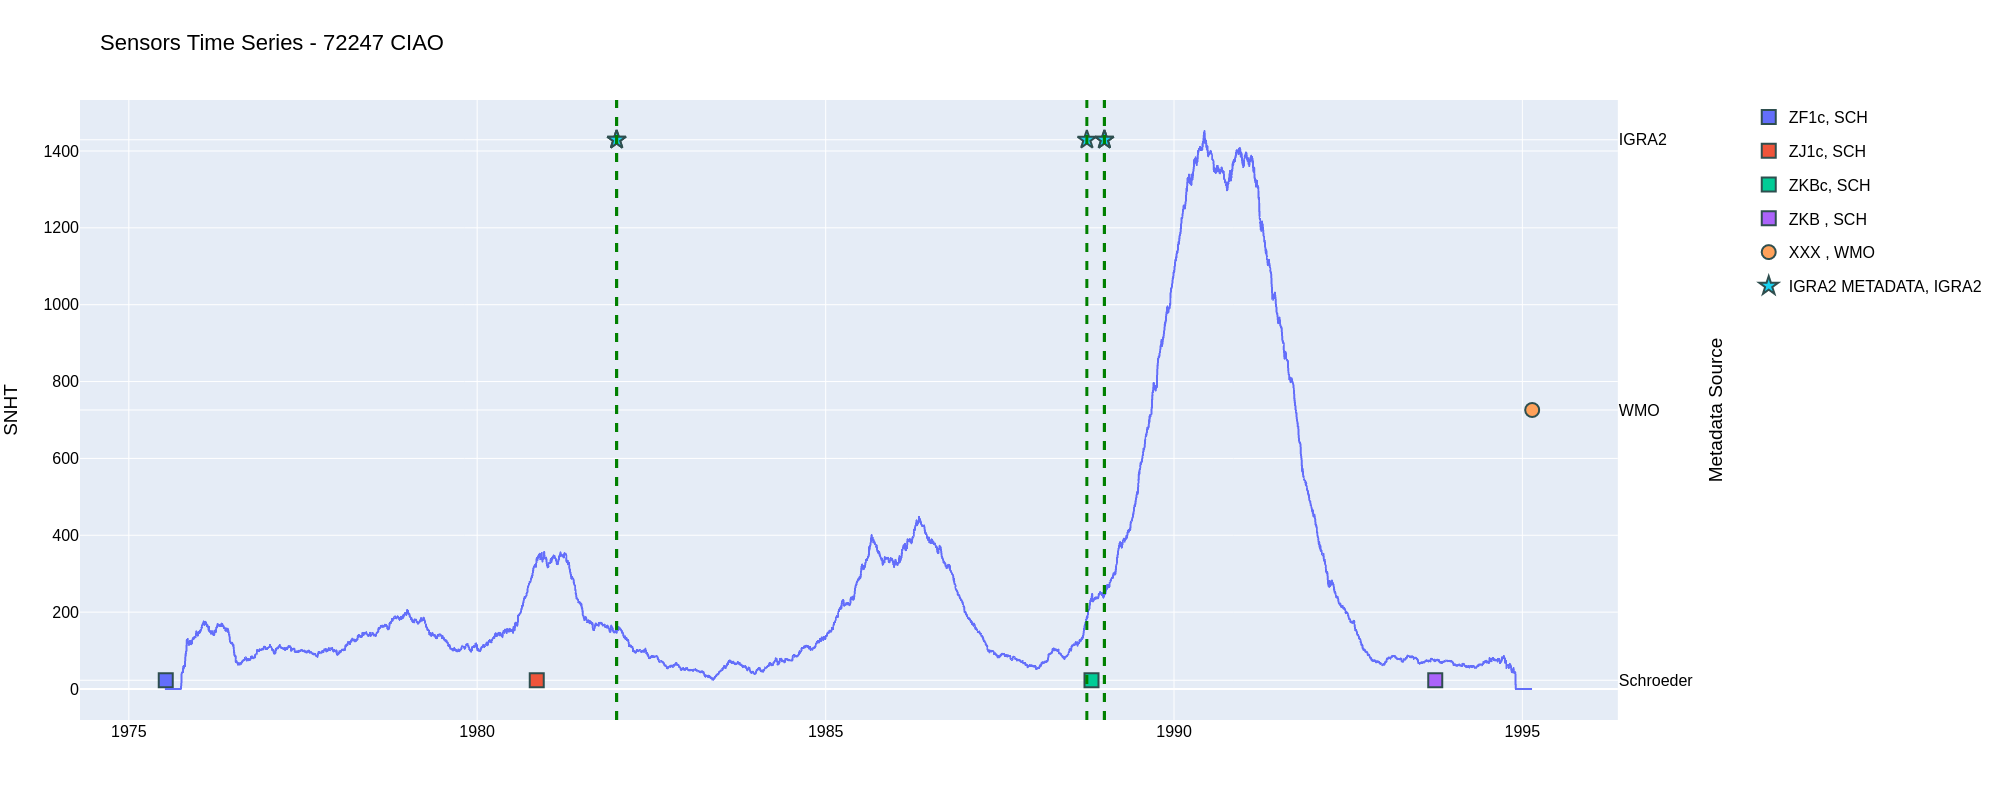 Sensors Time Series - 72247 CIAO
SNHT
1400
1200
1000
800
600
400
200
0
1975
1980
1985
1990
1995
IGRA2
WMO
Schroeder
Metadata Source
ZF1c, SCH
ZJ1c, SCH
ZKBc, SCH
ZKB , SCH
XXX , WMO
IGRA2 METADATA, IGRA2